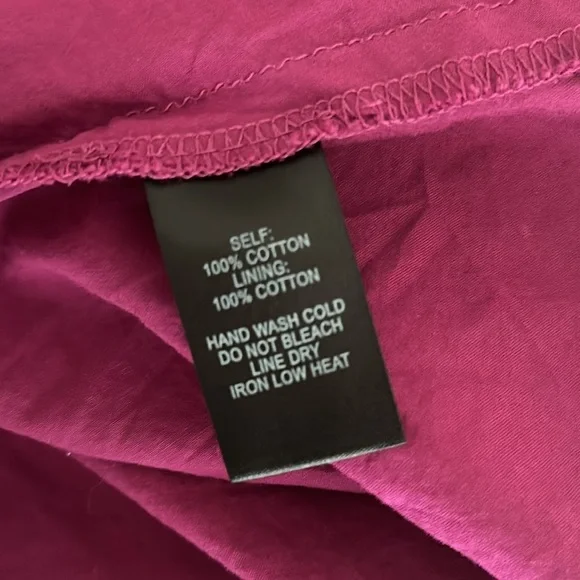 SELF:
100% COTTON
LINING:
100% COTTON
HAND WASH COLD
DO NOT BLEACH
LINE DRY
IRON LOW HEAT